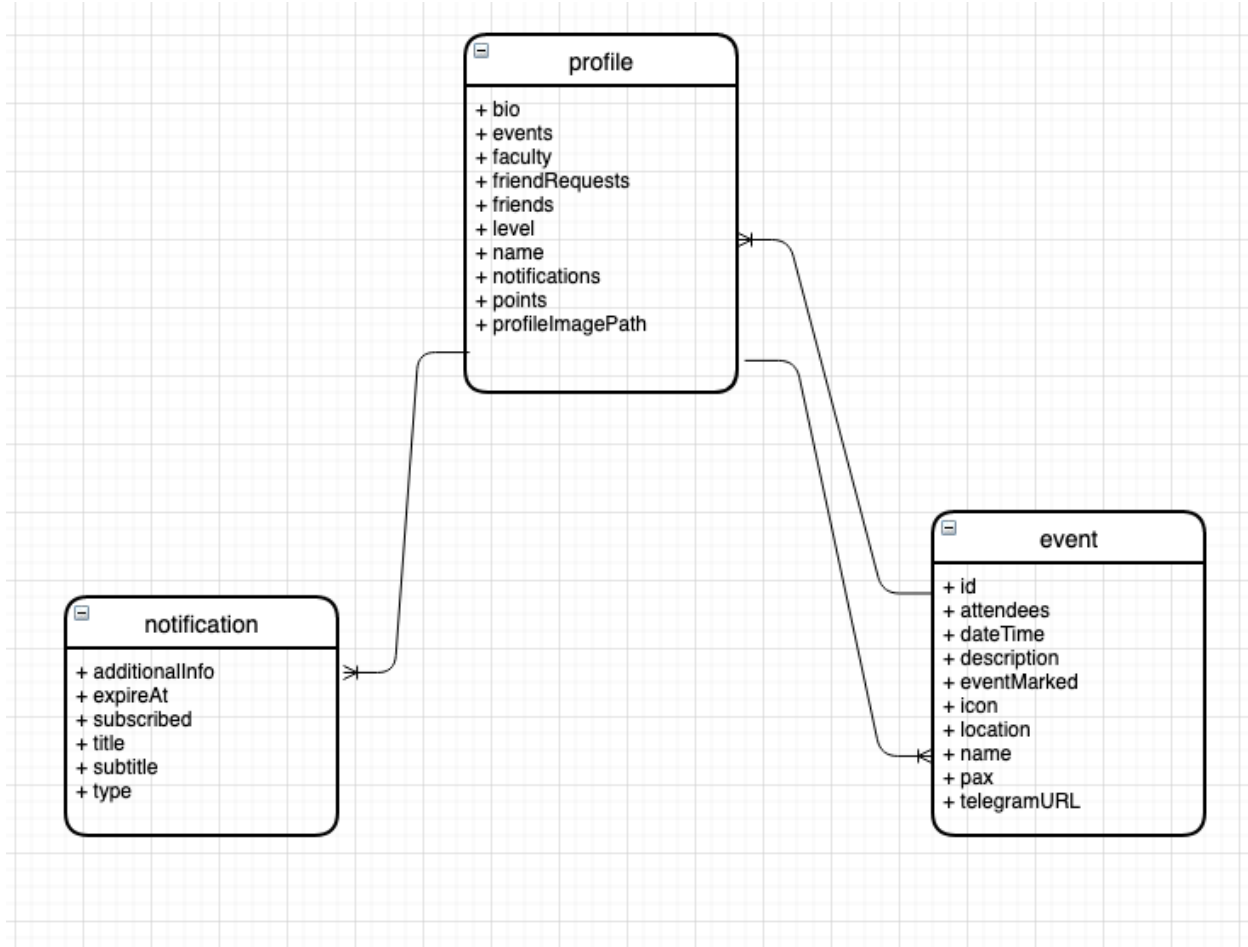 profile
+ bio
+ events
+ faculty
+ friendRequests
+ friends
+ level
+ name
+ notifications
+ points
+ profileImagePath
event
+ id
+ attendees
+ dateTime
+ description
+ eventMarked
+ icon
+ location
+ name
+ pax
+ telegramURL
notification
+ additionalInfo
+ expireAt
+ subscribed
+ title
+ subtitle
+ type